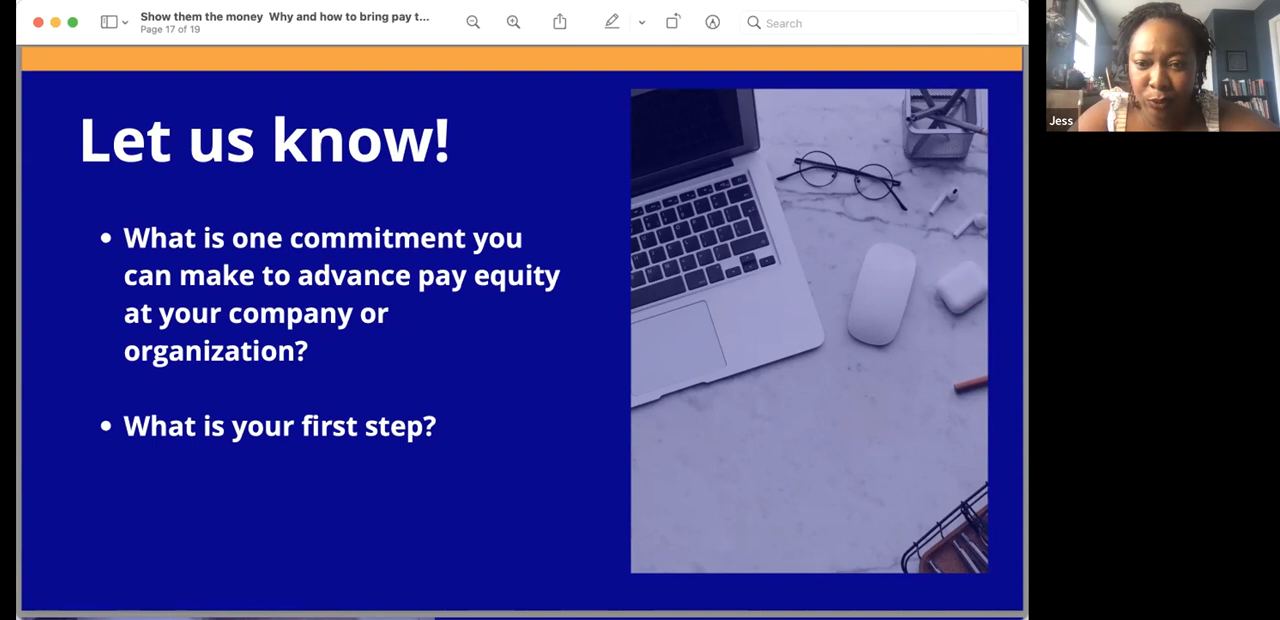 Show them the money Why and how to bring pay t...
Page 17 of 19
Search
Let us know!
• What is one commitment you
can make to advance pay equity
at your company or
organization?
• What is your first step?
Jess